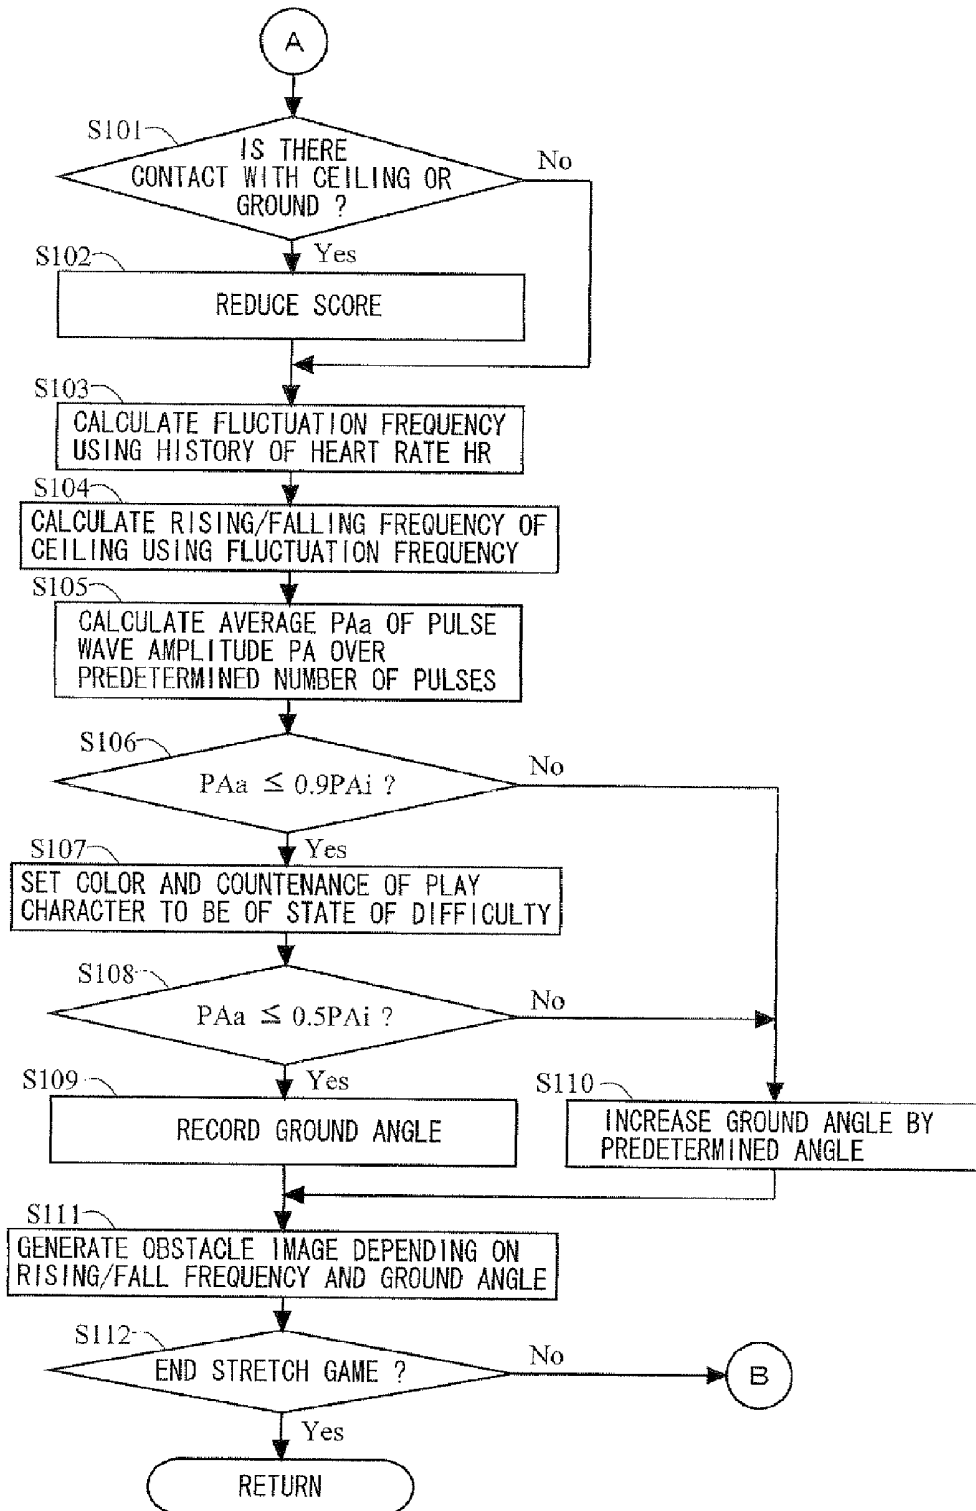 A
S101
IS THERE
CONTACT WITH CEILING OR
GROUND ?
No
Yes
S102
REDUCE SCORE
S103
CALCULATE FLUCTUATION FREQUENCY
USING HISTORY OF HEART RATE HR
S104
CALCULATE RISING/FALLING FREQUENCY OF
CEILING USING FLUCTUATION FREQUENCY
S105
CALCULATE AVERAGE PAa OF PULSE
WAVE AMPLITUDE PA OVER
PREDETERMINED NUMBER OF PULSES
S106
PAa ≦ 0.9PAi ?
No
Yes
S107
SET COLOR AND COUNTENANCE OF PLAY
CHARACTER TO BE OF STATE OF DIFFICULTY
S108
PAa ≦ 0.5PAi ?
No
Yes
S109
RECORD GROUND ANGLE
S110
INCREASE GROUND ANGLE BY
PREDETERMINED ANGLE
S111
GENERATE OBSTACLE IMAGE DEPENDING ON
RISING/FALL FREQUENCY AND GROUND ANGLE
S112
END STRETCH GAME ?
No
B
Yes
RETURN